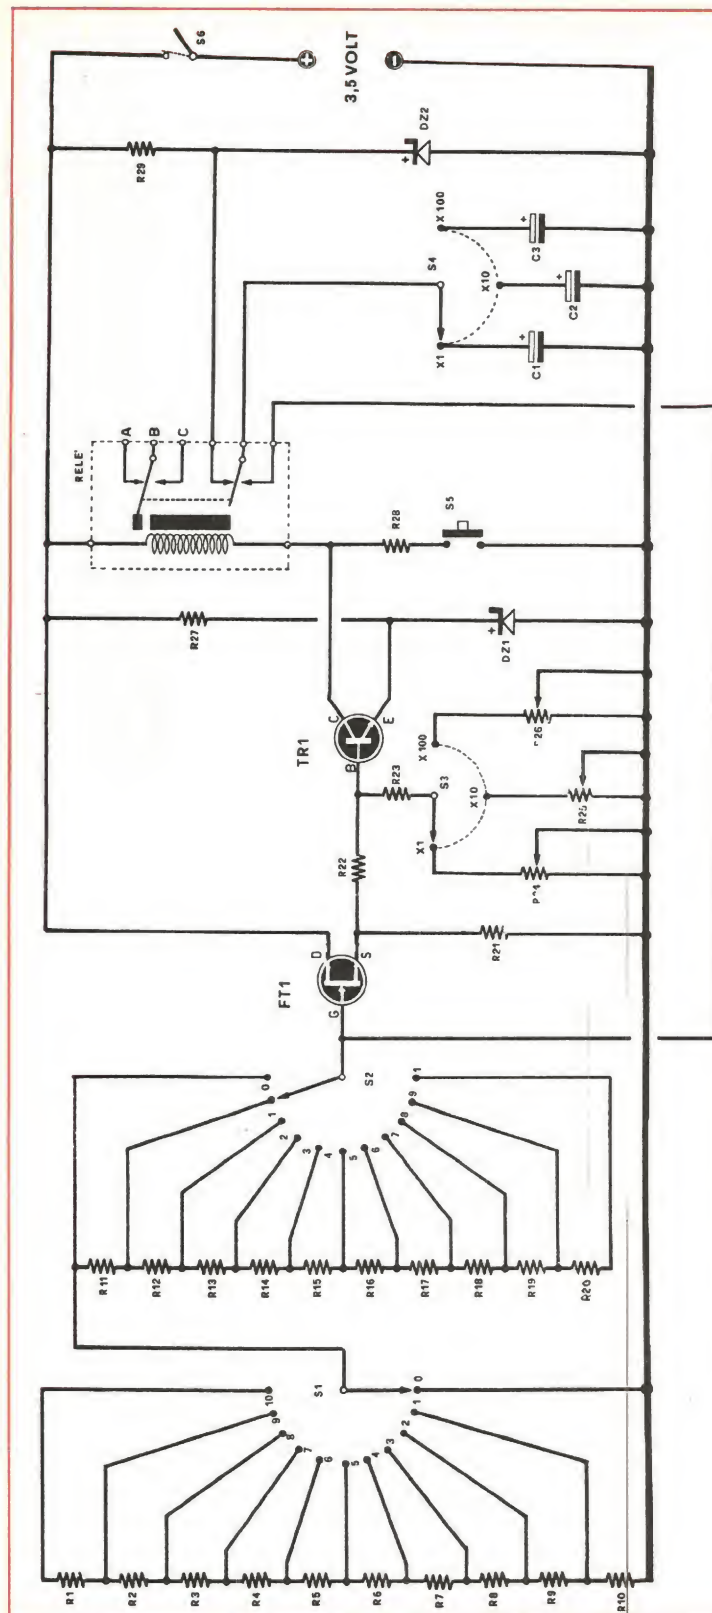 S6
3,5 VOLT
+
-
R29
+
DZ2
X100
S4
X10
X1
+
C3
+
C2
+
C1
RELE'
A
B
C
R28
S5
R27
+
DZ1
TR1
C
B
E
R23
X100
S3
X10
X1
R26
R25
R22
R21
FT1
D
G
S
S2
0
1
2
3
4
5
6
7
8
9
1
R11
R12
R13
R14
R15
R16
R17
R18
R19
R20
S1
10
9
8
7
6
5
4
3
2
1
0
R1
R2
R3
R4
R5
R6
R7
R8
R9
R10